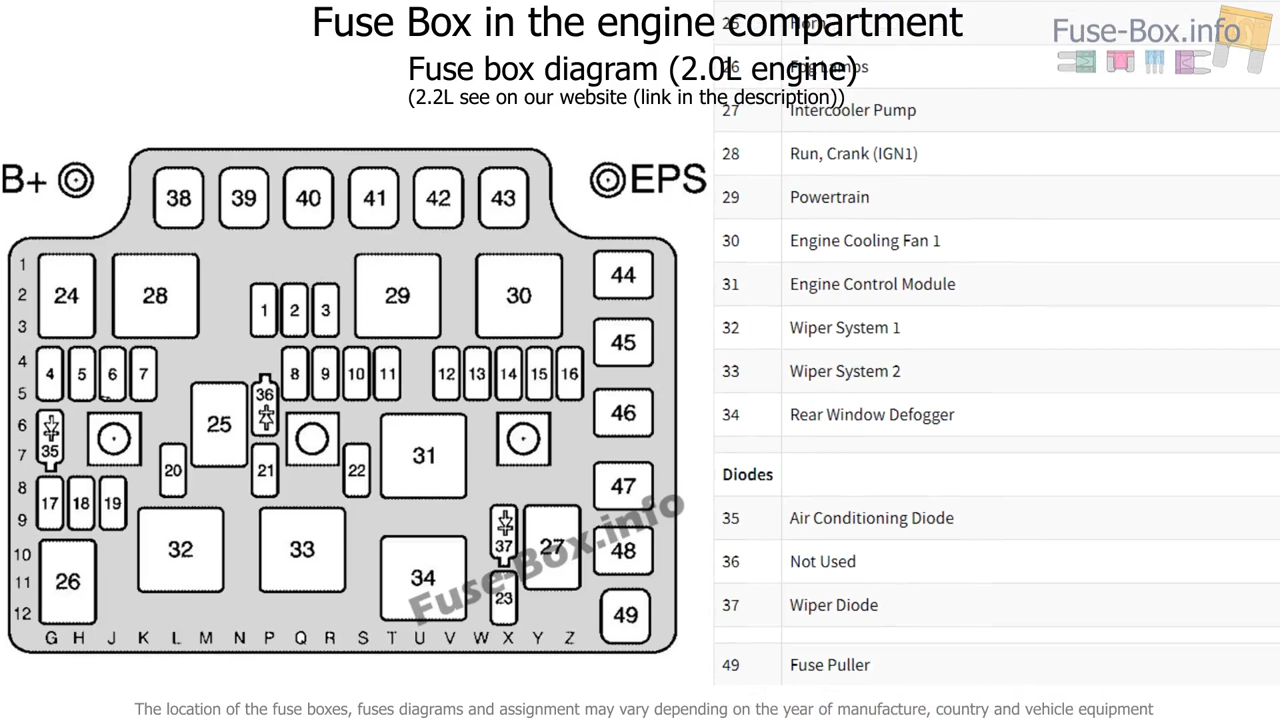 Fuse Box in the engine compartment
Fuse box diagram (2.0L engine)
(2.2L see on our website (link in the description))
Fuse-Box.info
B+
EPS
38 39 40 41 42 43
1
24 28 29 30 44
2
1 2 3
3
45
4
4 5 6 7 8 9 10 11 12 13 14 15 16
5
36
6
25 46
35
7
20 21 22 31
8
47
17 18 19
9
32 33 37 27 48
10
26 34
11
23
12
49
G H J K L M N P Q R S T U V W X Y Z
Fuse-Box.info
25 Horn
26 Fog Lamps
27 Intercooler Pump
28 Run, Crank (IGN1)
29 Powertrain
30 Engine Cooling Fan 1
31 Engine Control Module
32 Wiper System 1
33 Wiper System 2
34 Rear Window Defogger
Diodes
35 Air Conditioning Diode
36 Not Used
37 Wiper Diode
49 Fuse Puller
The location of the fuse boxes, fuses diagrams and assignment may vary depending on the year of manufacture, country and vehicle equipment